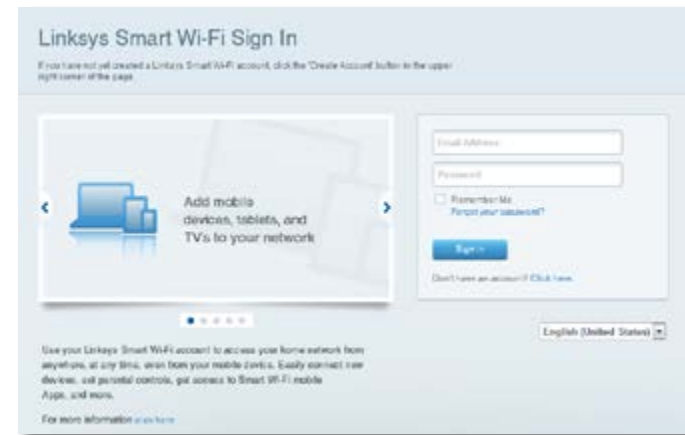 Linksys Smart Wi-Fi Sign In
If you have not yet created a Linksys Smart Wi-Fi account, click the 'Create Account' button in the upper
right corner of the page.
Add mobile
devices, tablets, and
TV's to your network
Email Address
Password
Remember Me
Forgot your password?
Sign In
Don't have an account? Click here
English (United States)
Use your Linksys Smart Wi-Fi account to access your home network from
anywhere, at any time, even from your mobile device. Easily connect new
devices, set parental controls, get access to Smart Wi-Fi mobile
Apps, and more.
For more information click here